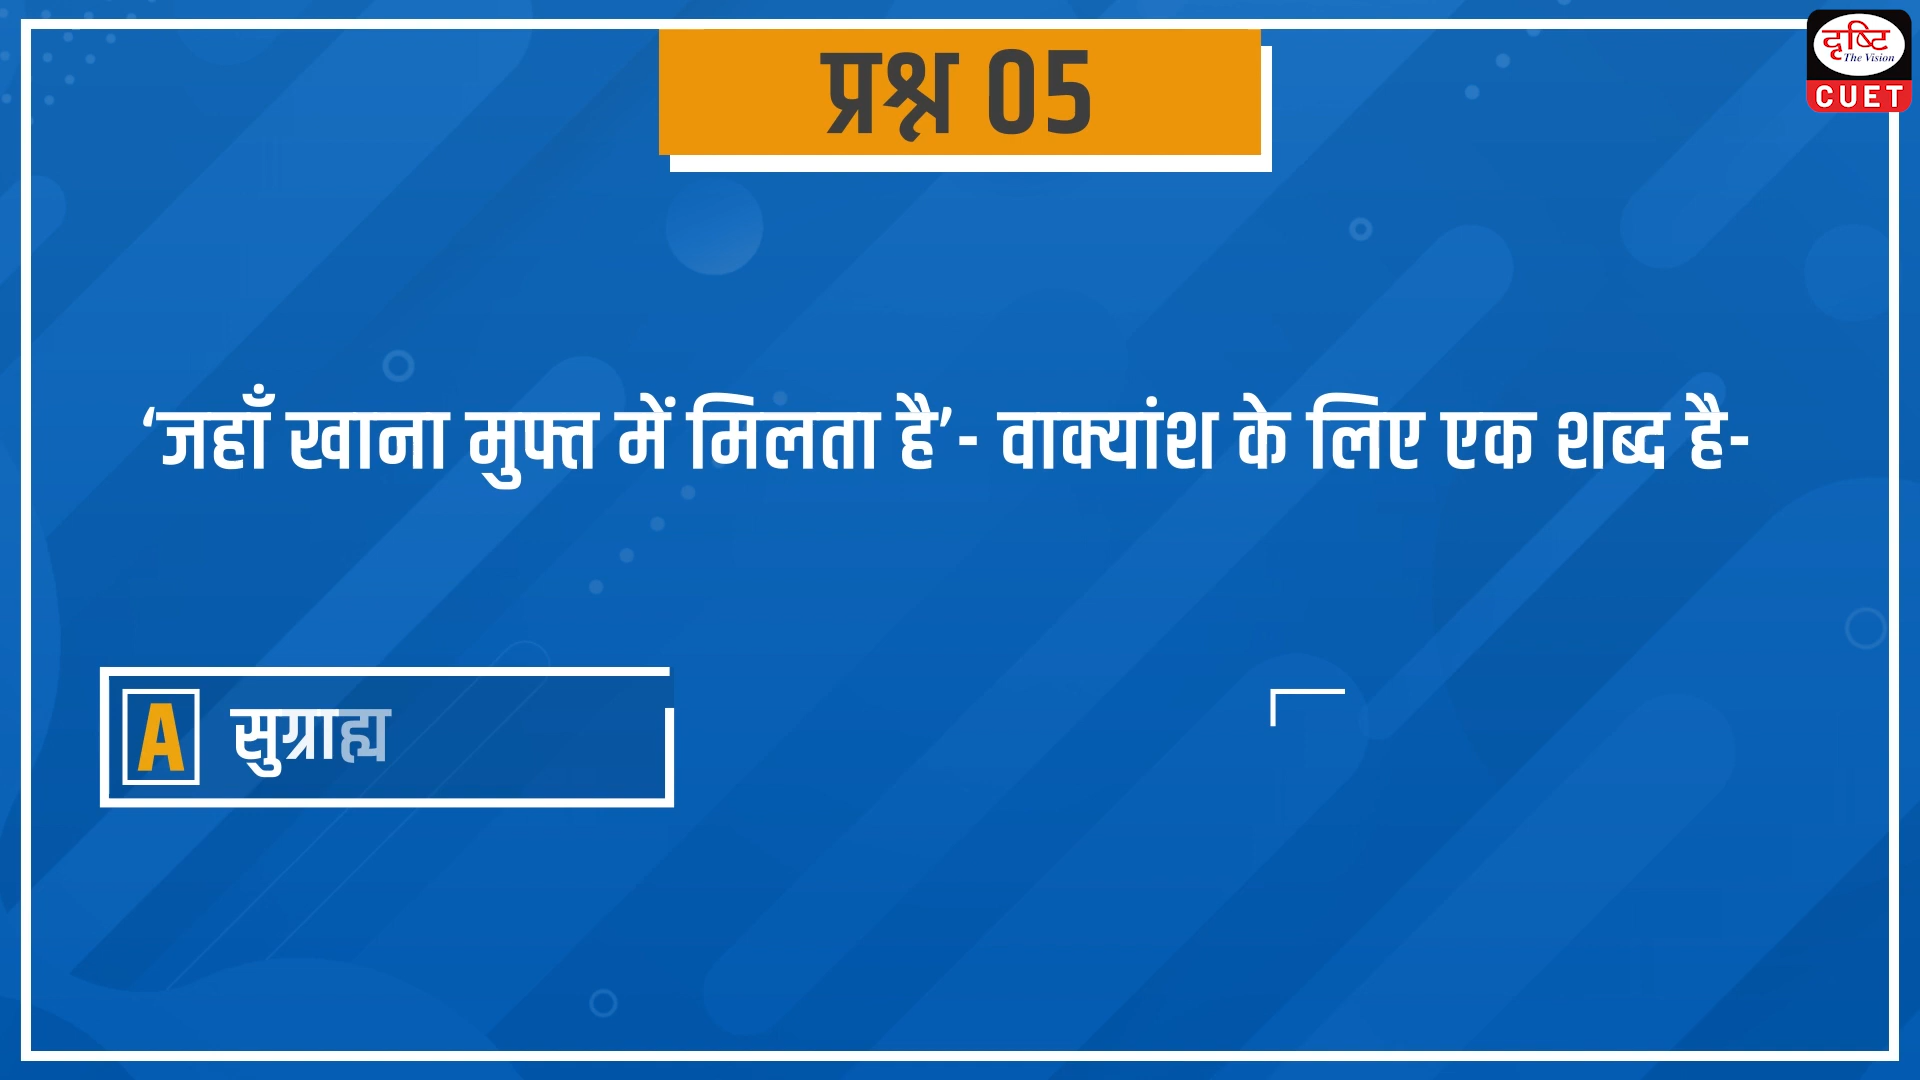 प्रश्न 05
दृष्टि
The Vision
CUET
‘जहाँ खाना मुफ्त में मिलता है’- वाक्यांश के लिए एक शब्द है-
A सुग्राह्य